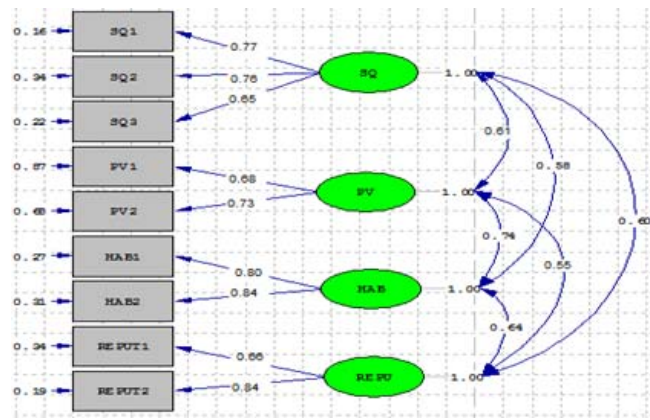 0.16 SQ1 0.77
0.34 SQ2 0.76 SQ 1.00
0.22 SQ3 0.65 0.61
0.87 PV1 0.68 0.58
0.68 PV2 0.73 PV 1.00 0.60
0.27 HAB1 0.80 0.74 0.55
0.31 HAB2 0.84 HAB 1.00
0.34 REPUT1 0.66 0.64
0.19 REPUT2 0.84 REPU 1.00